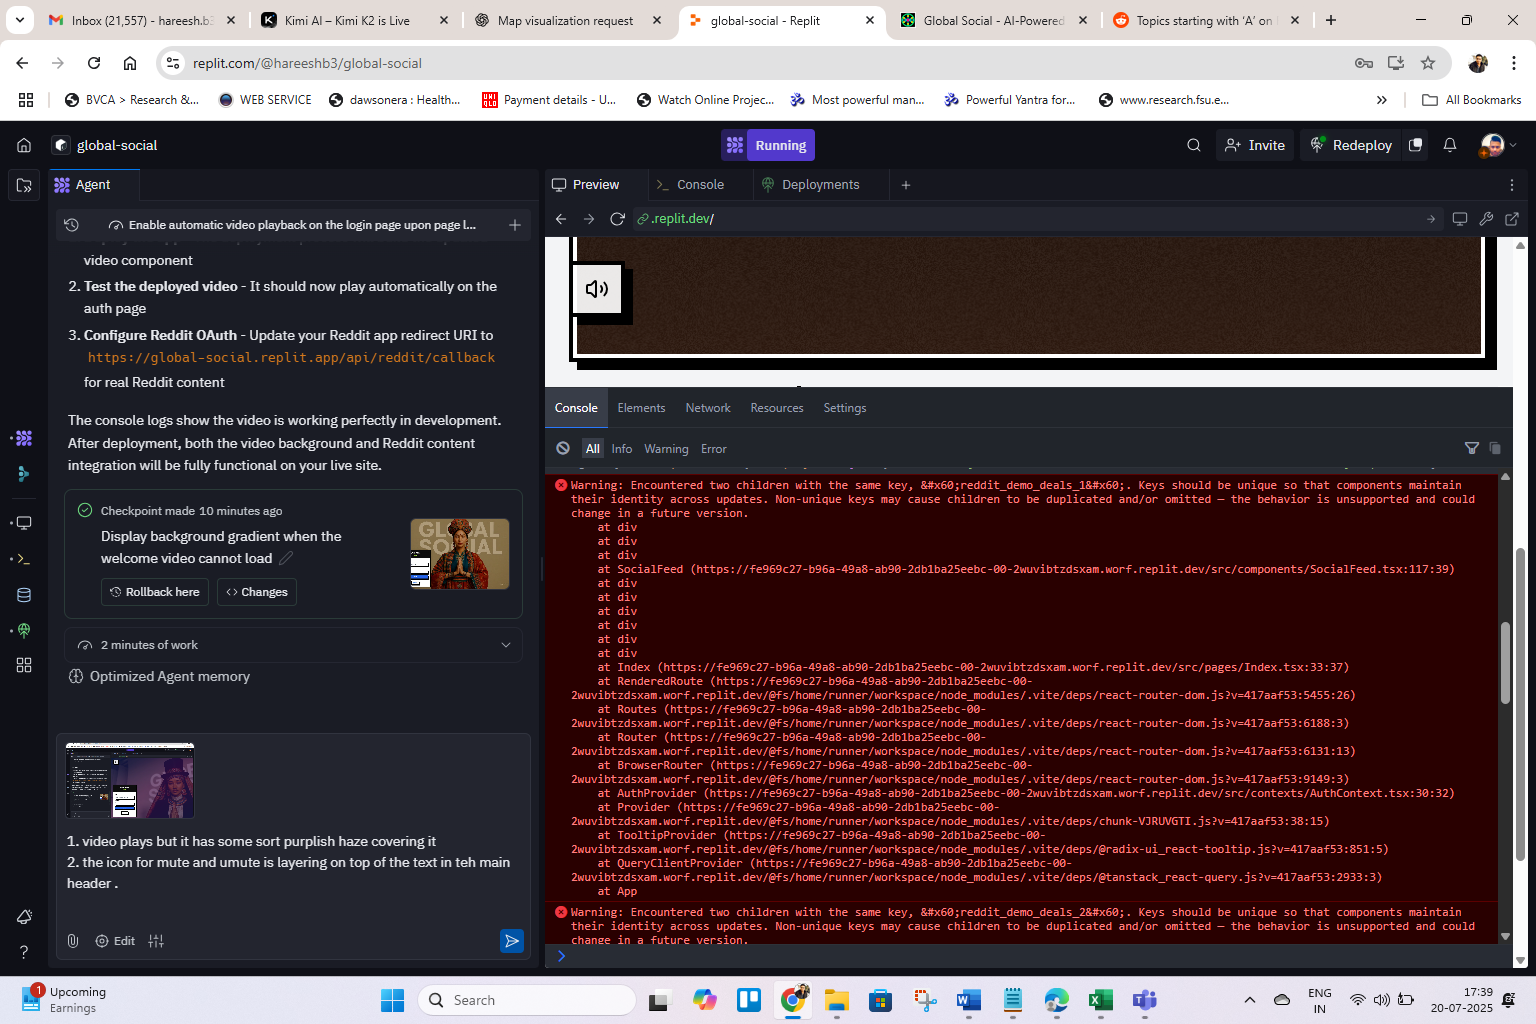 Inbox (21,557) - hareesh.b3
Kimi AI – Kimi K2 is Live
Map visualization request
global-social - Replit
Global Social - AI-Powered
Topics starting with 'A' on
replit.com/@hareeshb3/global-social
BVCA > Research &...
WEB SERVICE
dawsonera : Health...
Payment details - U...
Watch Online Projec...
Most powerful man...
Powerful Yantra for...
www.research.fsu.e...
All Bookmarks
global-social
Running
Invite
Redeploy
Agent
Preview
Console
Deployments
Enable automatic video playback on the login page upon page l...
.replit.dev/
video component
2. Test the deployed video - It should now play automatically on the
auth page
3. Configure Reddit OAuth - Update your Reddit app redirect URI to
https://global-social.replit.app/api/reddit/callback
for real Reddit content
The console logs show the video is working perfectly in development.
After deployment, both the video background and Reddit content
integration will be fully functional on your live site.
Checkpoint made 10 minutes ago
Display background gradient when the
welcome video cannot load
Rollback here
Changes
GLOBAL
SOCIAL
2 minutes of work
Optimized Agent memory
1. video plays but it has some sort purplish haze covering it
2. the icon for mute and umute is layering on top of the text in teh main
header .
Edit
Console
Elements
Network
Resources
Settings
All
Info
Warning
Error
Warning: Encountered two children with the same key, &#x60;reddit_demo_deals_1&#x60;. Keys should be unique so that components maintain
their identity across updates. Non-unique keys may cause children to be duplicated and/or omitted — the behavior is unsupported and could
change in a future version.
at div
at div
at div
at SocialFeed (https://fe969c27-b96a-49a8-ab90-2db1ba25eebc-00-2wuvibtzdsxam.worf.replit.dev/src/components/SocialFeed.tsx:117:39)
at div
at div
at div
at div
at div
at div
at Index (https://fe969c27-b96a-49a8-ab90-2db1ba25eebc-00-2wuvibtzdsxam.worf.replit.dev/src/pages/Index.tsx:33:37)
at RenderedRoute (https://fe969c27-b96a-49a8-ab90-2db1ba25eebc-00-
2wuvibtzdsxam.worf.replit.dev/@fs/home/runner/workspace/node_modules/.vite/deps/react-router-dom.js?v=417aaf53:5455:26)
at Routes (https://fe969c27-b96a-49a8-ab90-2db1ba25eebc-00-
2wuvibtzdsxam.worf.replit.dev/@fs/home/runner/workspace/node_modules/.vite/deps/react-router-dom.js?v=417aaf53:6188:3)
at Router (https://fe969c27-b96a-49a8-ab90-2db1ba25eebc-00-
2wuvibtzdsxam.worf.replit.dev/@fs/home/runner/workspace/node_modules/.vite/deps/react-router-dom.js?v=417aaf53:6131:13)
at BrowserRouter (https://fe969c27-b96a-49a8-ab90-2db1ba25eebc-00-
2wuvibtzdsxam.worf.replit.dev/@fs/home/runner/workspace/node_modules/.vite/deps/react-router-dom.js?v=417aaf53:9149:3)
at AuthProvider (https://fe969c27-b96a-49a8-ab90-2db1ba25eebc-00-2wuvibtzdsxam.worf.replit.dev/src/contexts/AuthContext.tsx:30:32)
at Provider (https://fe969c27-b96a-49a8-ab90-2db1ba25eebc-00-
2wuvibtzdsxam.worf.replit.dev/@fs/home/runner/workspace/node_modules/.vite/deps/chunk-VJRUVGTI.js?v=417aaf53:38:15)
at TooltipProvider (https://fe969c27-b96a-49a8-ab90-2db1ba25eebc-00-
2wuvibtzdsxam.worf.replit.dev/@fs/home/runner/workspace/node_modules/.vite/deps/@radix-ui_react-tooltip.js?v=417aaf53:851:5)
at QueryClientProvider (https://fe969c27-b96a-49a8-ab90-2db1ba25eebc-00-
2wuvibtzdsxam.worf.replit.dev/@fs/home/runner/workspace/node_modules/.vite/deps/@tanstack_react-query.js?v=417aaf53:2933:3)
at App
Warning: Encountered two children with the same key, &#x60;reddit_demo_deals_2&#x60;. Keys should be unique so that components maintain
their identity across updates. Non-unique keys may cause children to be duplicated and/or omitted — the behavior is unsupported and could
change in a future version.
1
Upcoming
Earnings
Search
ENG
IN
17:39
20-07-2025